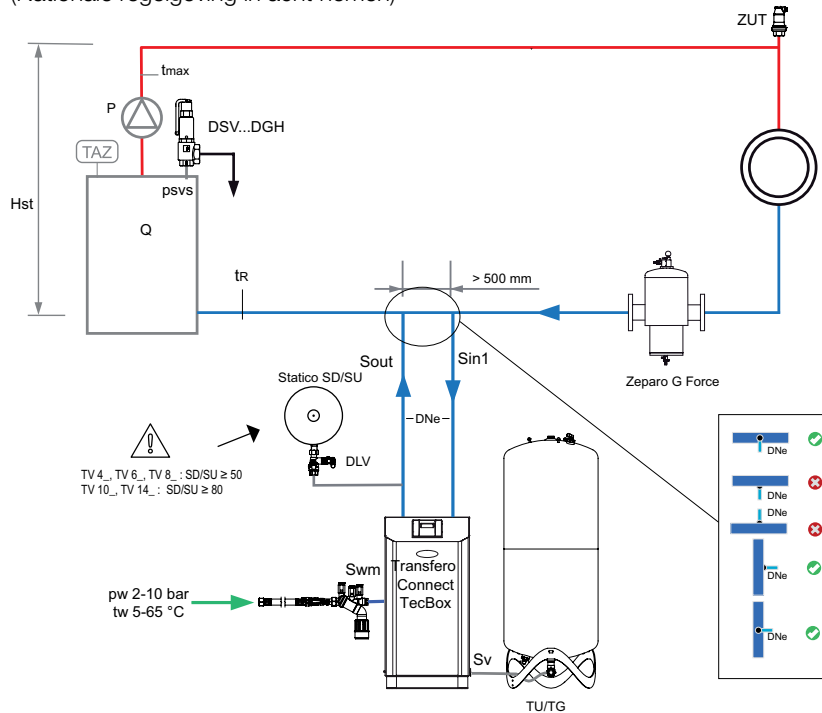 (Nationale regelgeving in acht nemen)
ZUT
tmax
P
DSV...DGH
TAZ
psvs
Hst
Q
tR
> 500 mm
Sout
Sin1
Zeparo G Force
Statico SD/SU
DNe
DLV
TV 4_, TV 6_, TV 8_ : SD/SU ≥ 50
TV 10_, TV 14_ : SD/SU ≥ 80
DNe
DNe
DNe
DNe
DNe
Swm
Transfero
Connect
TecBox
pw 2-10 bar
tw 5-65 °C
Sv
TU/TG